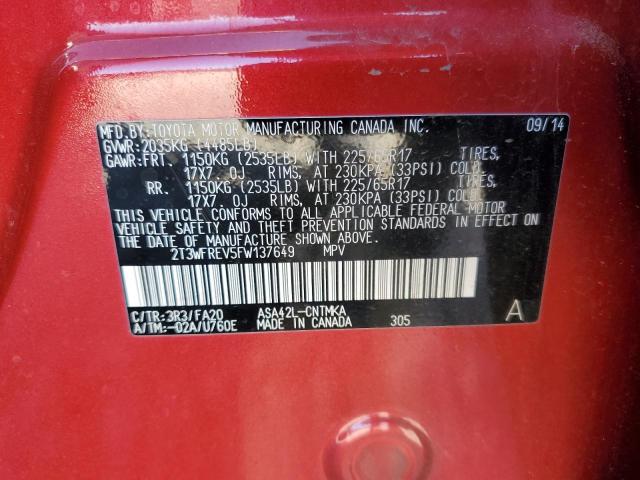 MFD.BY:TOYOTA MOTOR MANUFACTURING CANADA INC. 09/14
GVWR:2035KG (4485LB)
GAWR:FRT. 1150KG (2535LB) WITH 225/65R17 TIRES,
17X7.0J RIMS, AT 230KPA (33PSI) COLD.
RR. 1150KG (2535LB) WITH 225/65R17 TIRES,
17X7.0J RIMS, AT 230KPA (33PSI) COLD.
THIS VEHICLE CONFORMS TO ALL APPLICABLE FEDERAL MOTOR
VEHICLE SAFETY AND THEFT PREVENTION STANDARDS IN EFFECT ON
THE DATE OF MANUFACTURE SHOWN ABOVE.
2T3WFREV5FW137649 MPV
C/TR:3R3/FA20 ASA42L-CNTMKA A
A/TM:-02A/U760E MADE IN CANADA 305